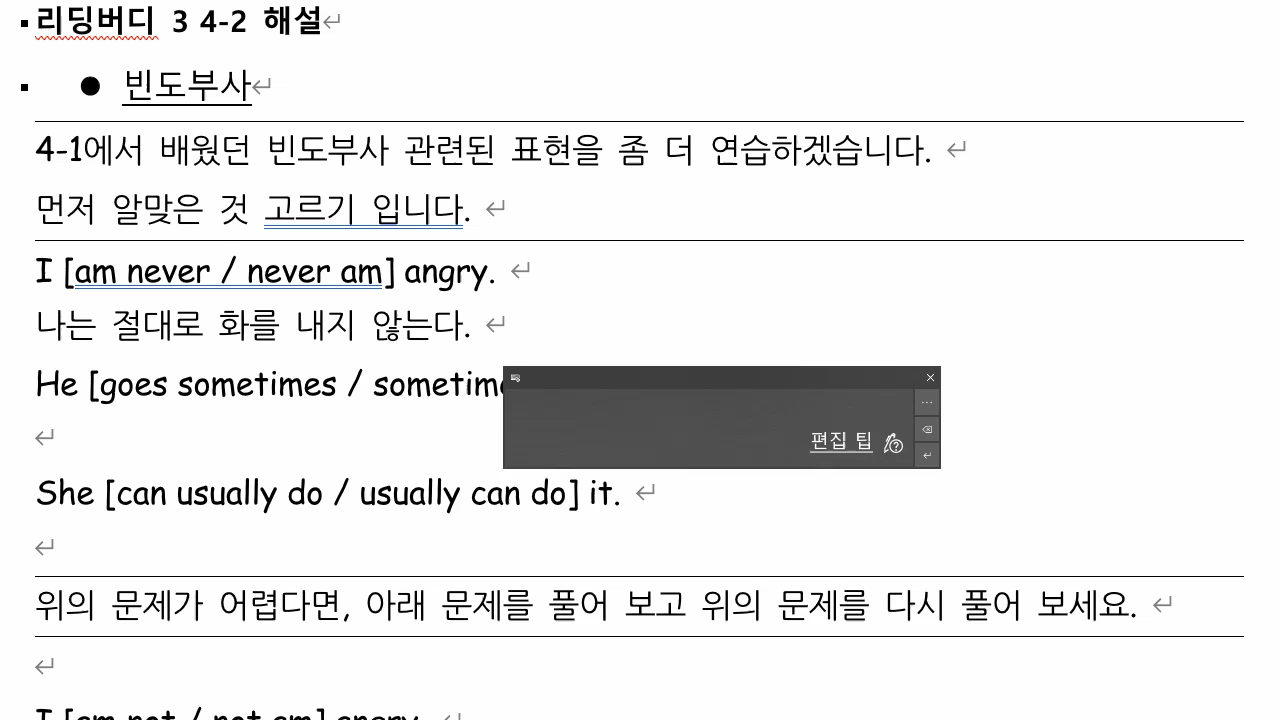 리딩버디 3 4-2 해설
빈도부사
4-1에서 배웠던 빈도부사 관련된 표현을 좀 더 연습하겠습니다.
먼저 알맞은 것 고르기 입니다.
I [am never / never am] angry.
나는 절대로 화를 내지 않는다.
He [goes sometimes /
편집 팁
She [can usually do / usually can do] it.
위의 문제가 어렵다면, 아래 문제를 풀어 보고 위의 문제를 다시 풀어 보세요.
I [am not / not am] angry.